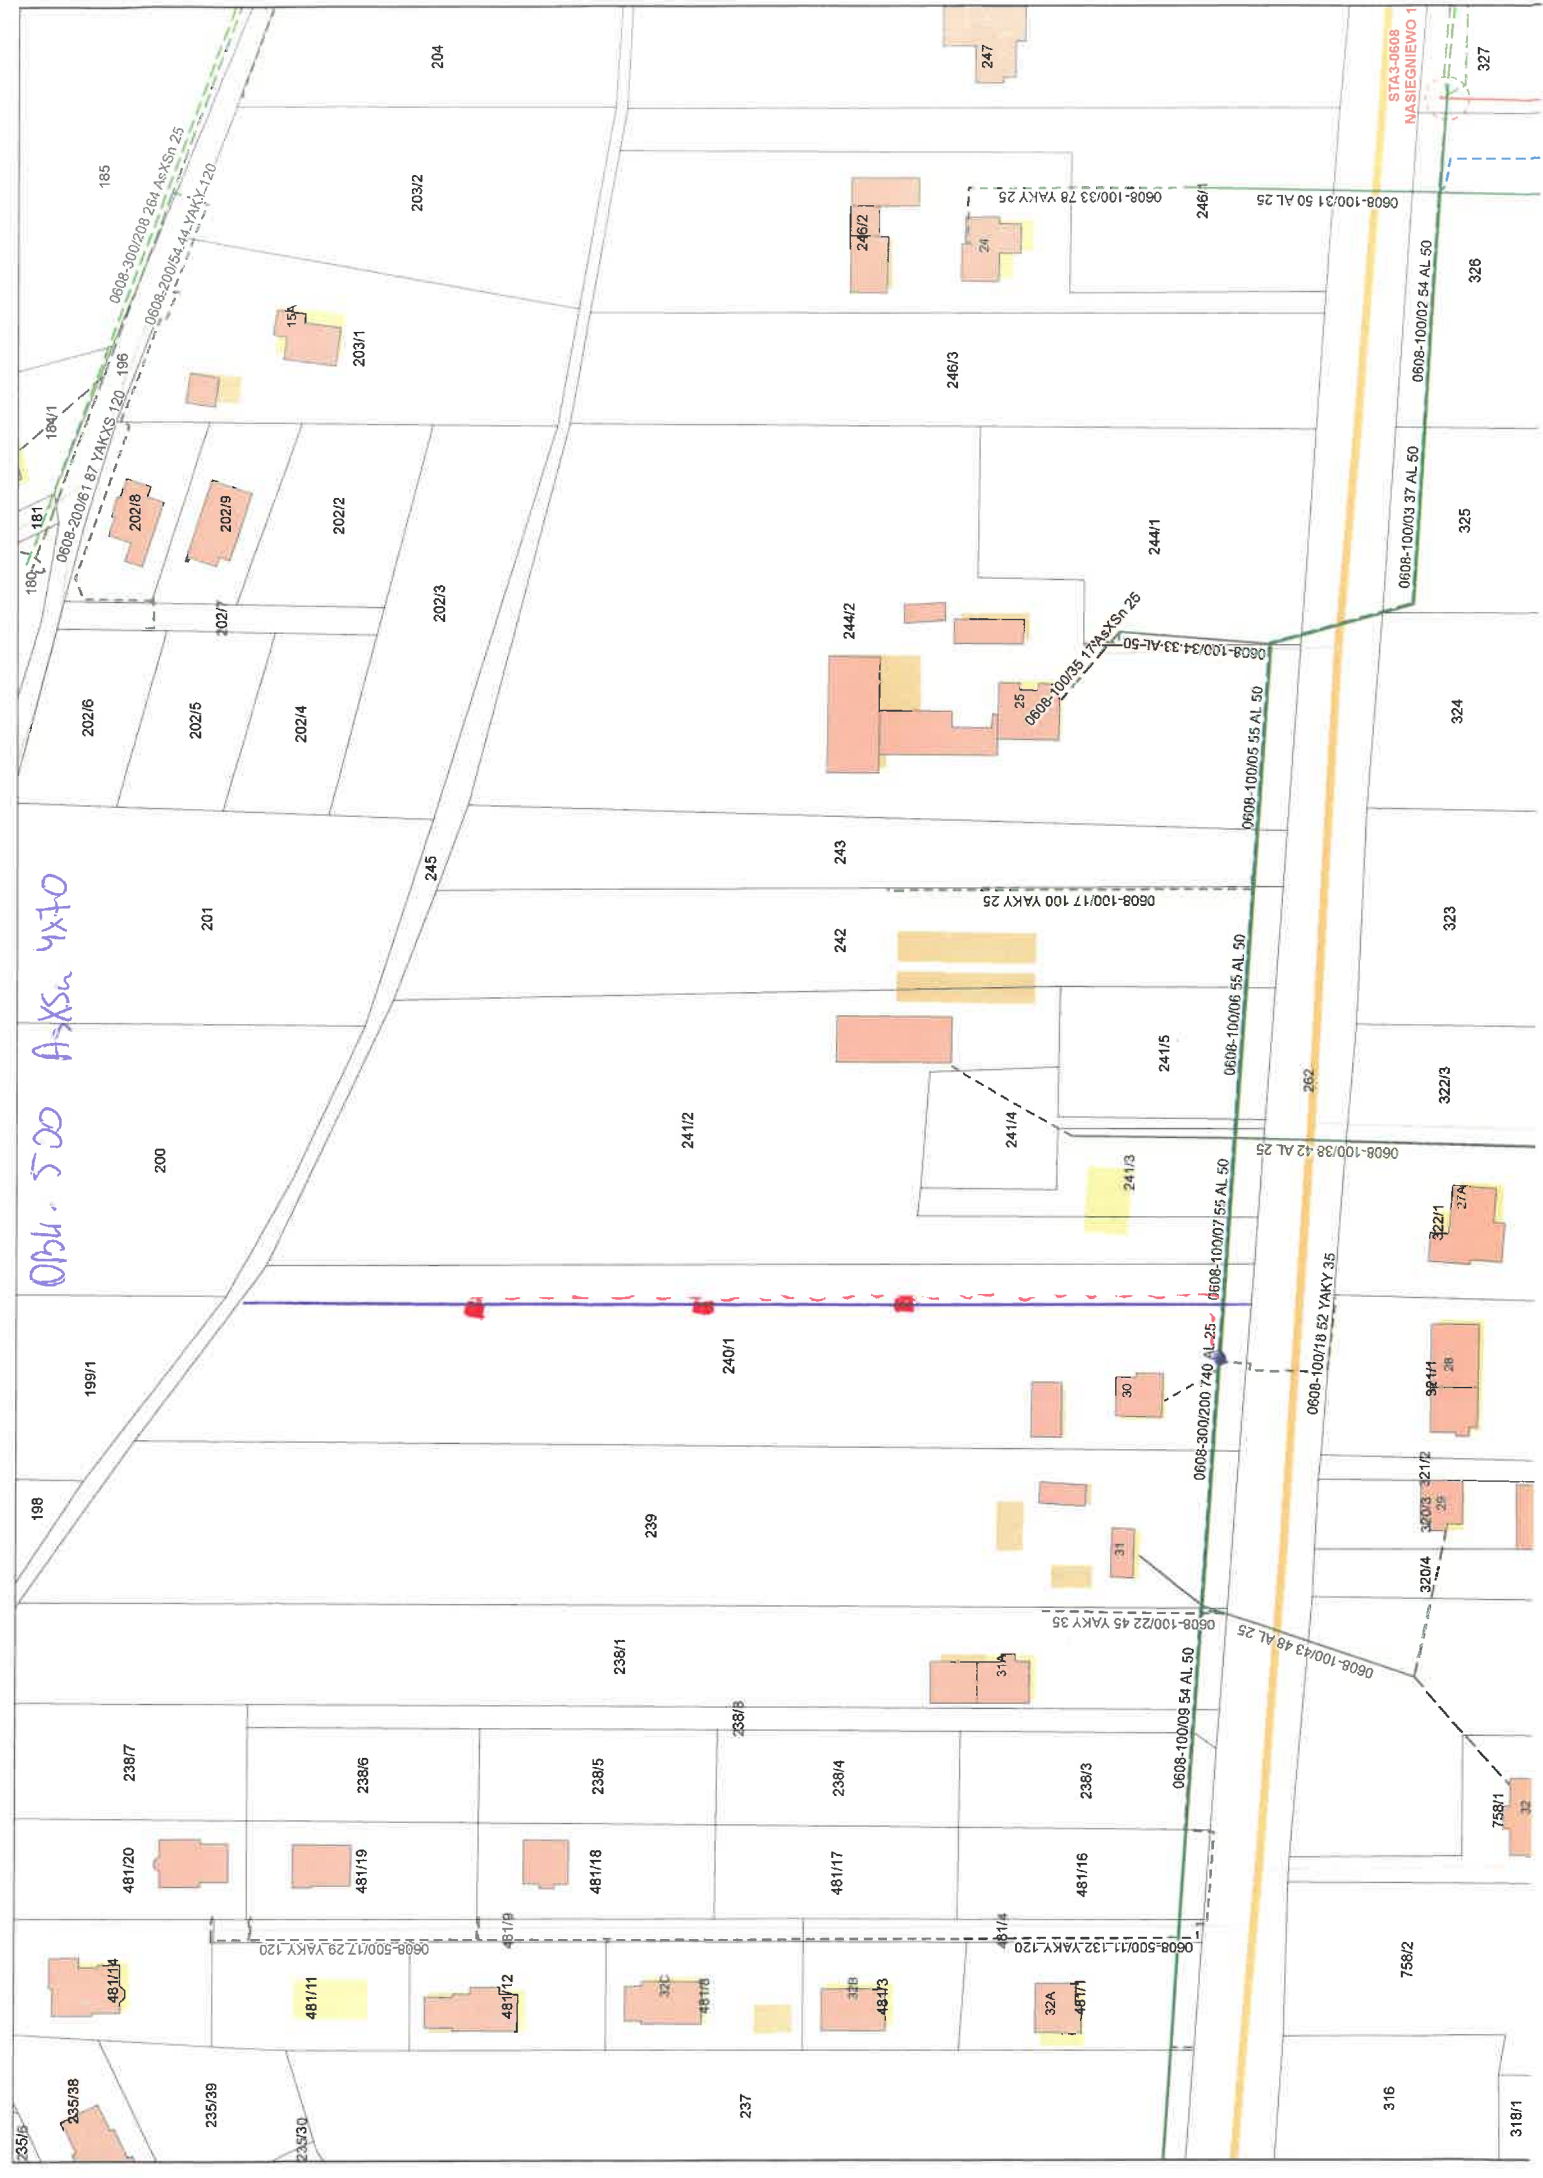 OBW. 500 AsXSn 4x70
STA3-0608
NASIEGNIEWO 1
204
247
327
185
0608-300/208 264 AsXSn 25
0608-200/54 44 YAKY 120
203/2
246/2
24
0608-100/33 78 YAKY 25
246/1
0608-100/31 50 AL 25
0608-100/02 54 AL 50
326
184/1
196
15A
203/1
246/3
181
180
0608-200/61 87 YAKXS 120
202/8
202/9
202/2
202/7
202/3
244/2
244/1
0608-100/03 37 AL 50
325
202/6
202/5
202/4
25
0608-100/35 17 AsXSn 25
0608-100/34 33 AL 50
0608-100/05 55 AL 50
324
201
245
243
242
0608-100/17 100 YAKY 25
0608-100/06 55 AL 50
323
200
241/2
241/4
241/5
241/3
262
322/3
0608-100/38 42 AL 25
0608-100/07 55 AL 50
322/1
27A
199/1
240/1
30
0608-300/200 740 AL 25
0608-100/18 52 YAKY 35
321/1
28
198
239
31
321/2
320/3
29
320/4
238/1
31A
0608-100/22 45 YAKY 35
0608-100/43 48 AL 25
0608-100/09 54 AL 50
238/7
238/6
238/5
238/8
238/4
238/3
758/1
32
481/20
481/19
481/18
481/17
481/16
0608-500/17 29 YAKY 120
481/9
481/4
0608-500/11 132 YAKY 120
758/2
481/14
481/11
481/12
32C
481/8
32B
481/3
32A
481/1
235/6
235/38
235/39
235/30
237
316
318/1